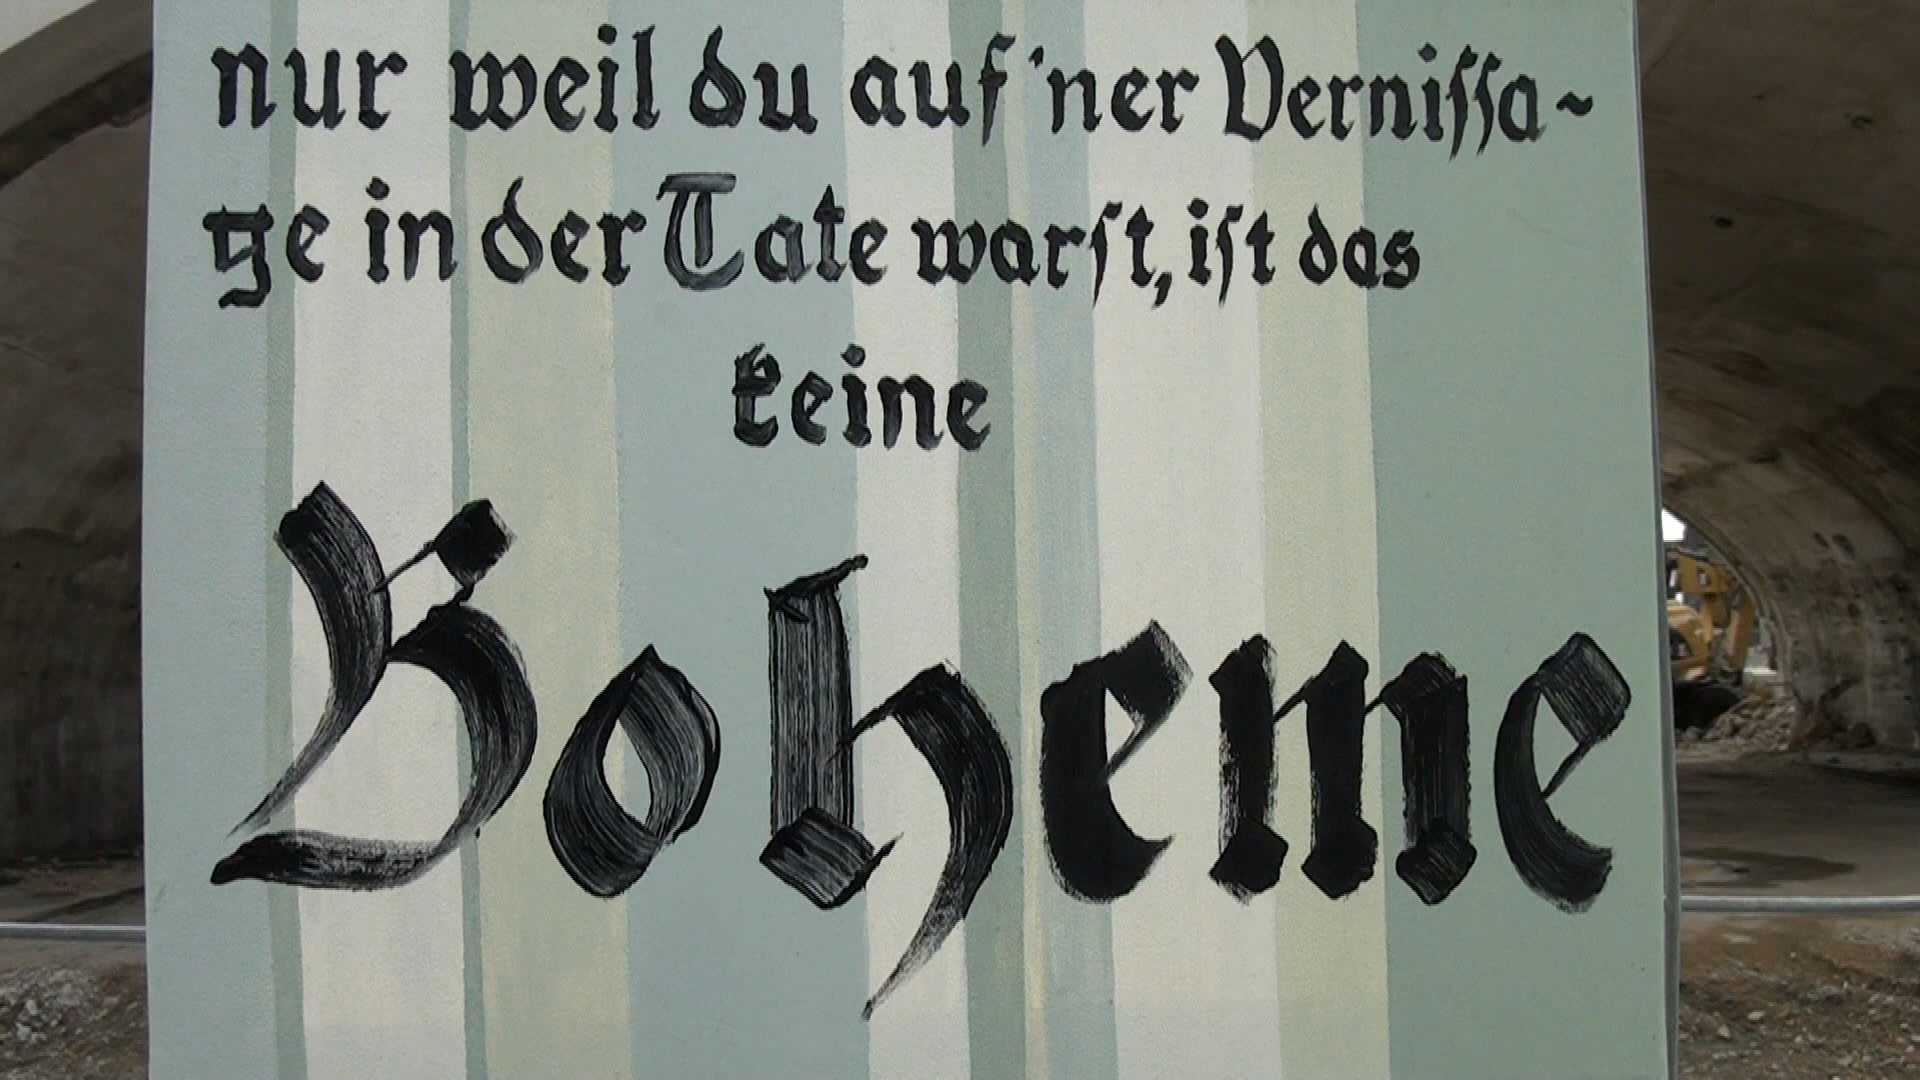 nur weil du auf 'ner Vernissa-
ge in der Tate warst, ist das
keine
Boheme